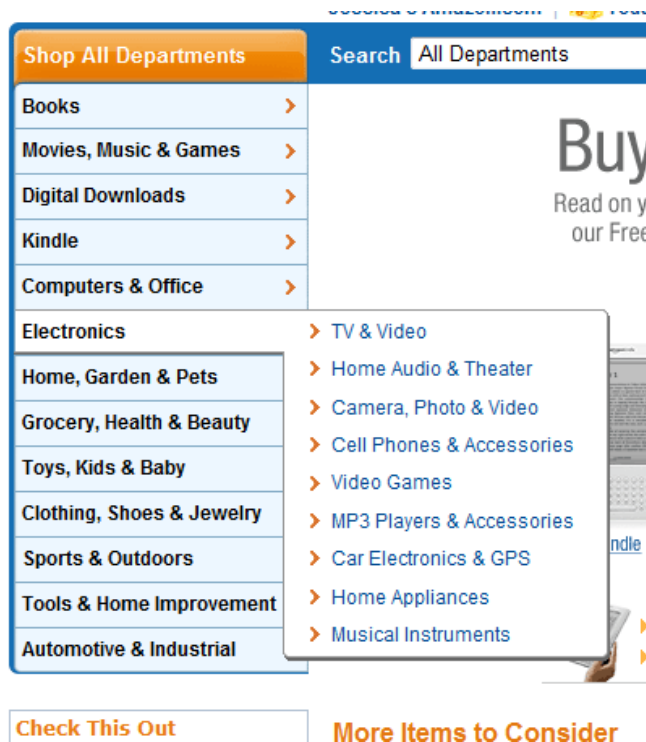 Shop All Departments
Search All Departments
Books
Movies, Music & Games
Digital Downloads
Kindle
Computers & Office
Electronics
TV & Video
Home Audio & Theater
Camera, Photo & Video
Cell Phones & Accessories
Video Games
MP3 Players & Accessories
Car Electronics & GPS
Home Appliances
Musical Instruments
Home, Garden & Pets
Grocery, Health & Beauty
Toys, Kids & Baby
Clothing, Shoes & Jewelry
Sports & Outdoors
Tools & Home Improvement
Automotive & Industrial
Buy
Read on y
our Free
ndle
Check This Out
More Items to Consider